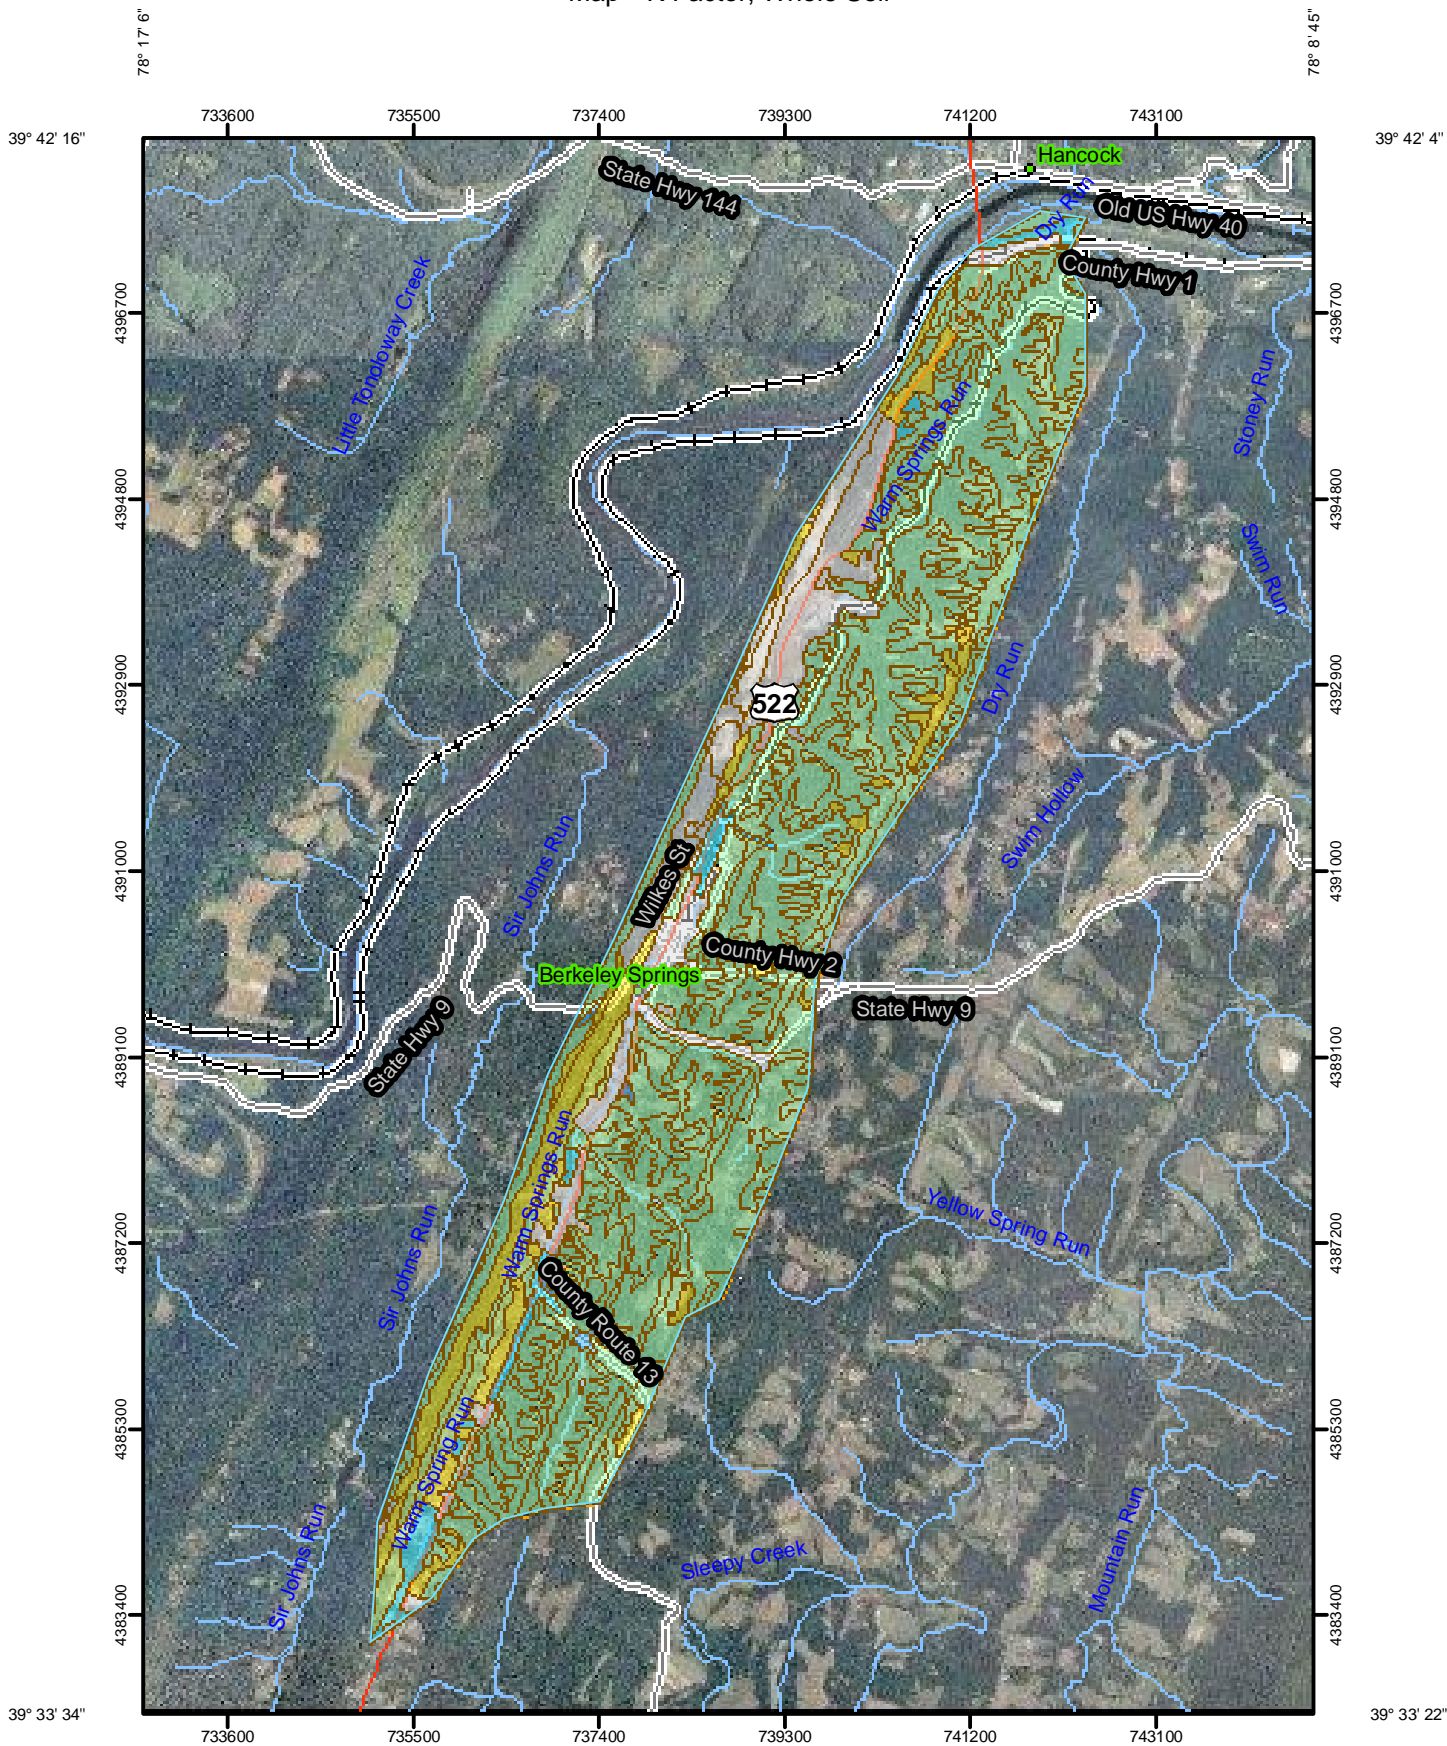 78° 17' 6"
78° 8' 45"
733600
735500
737400
739300
741200
743100
39° 42' 16"
39° 42' 4"
Hancock
State Hwy 144
Dry Run
Old US Hwy 40
County Hwy 1
Little Tonoloway Creek
4396700
4396700
Stoney Run
Warm Springs Run
4394800
4394800
Swim Run
Dry Run
4392900
4392900
522
Swim Hollow
Sir Johns Run
Wilkes St
4391000
4391000
County Hwy 2
Berkeley Springs
State Hwy 9
State Hwy 9
4389100
4389100
Warm Springs Run
Yellow Spring Run
Sir Johns Run
4387200
4387200
County Route 13
4385300
4385300
Warm Spring Run
Sir Johns Run
Sleepy Creek
Mountain Run
4383400
4383400
39° 33' 34"
39° 33' 22"
733600
735500
737400
739300
741200
743100